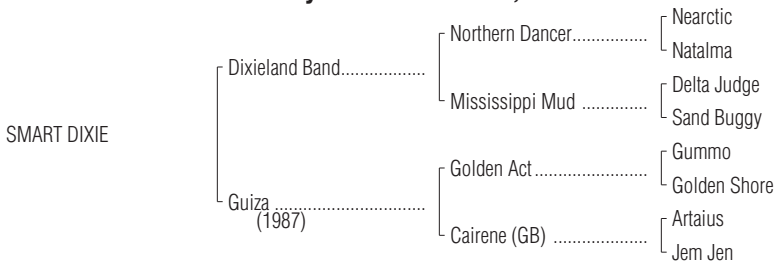 Nearctic
Northern Dancer
Natalma
Dixieland Band
Delta Judge
Mississippi Mud
Sand Buggy
SMART DIXIE
Gummo
Golden Act
Golden Shore
Guiza
(1987)
Artaius
Cairene (GB)
Jem Jen